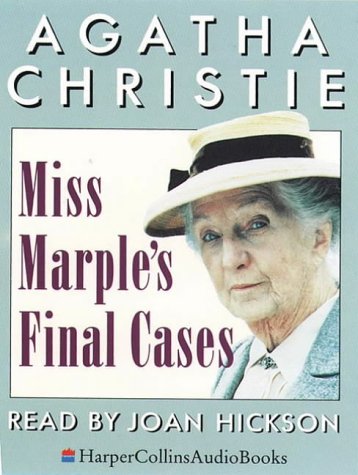 AGATHA
CHRISTIE
Miss
Marple's
Final Cases
READ BY JOAN HICKSON
HarperCollinsAudioBooks